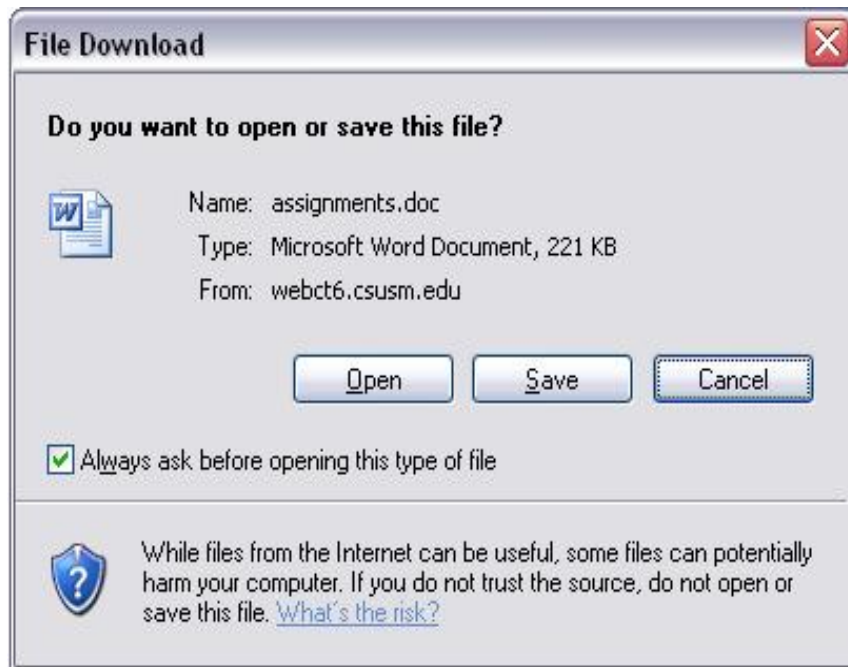 File Download
Do you want to open or save this file?
W
Name: assignments.doc
Type: Microsoft Word Document, 221 KB
From: webct6.csusm.edu
Open Save Cancel
Always ask before opening this type of file
?
While files from the Internet can be useful, some files can potentially
harm your computer. If you do not trust the source, do not open or
save this file. What's the risk?